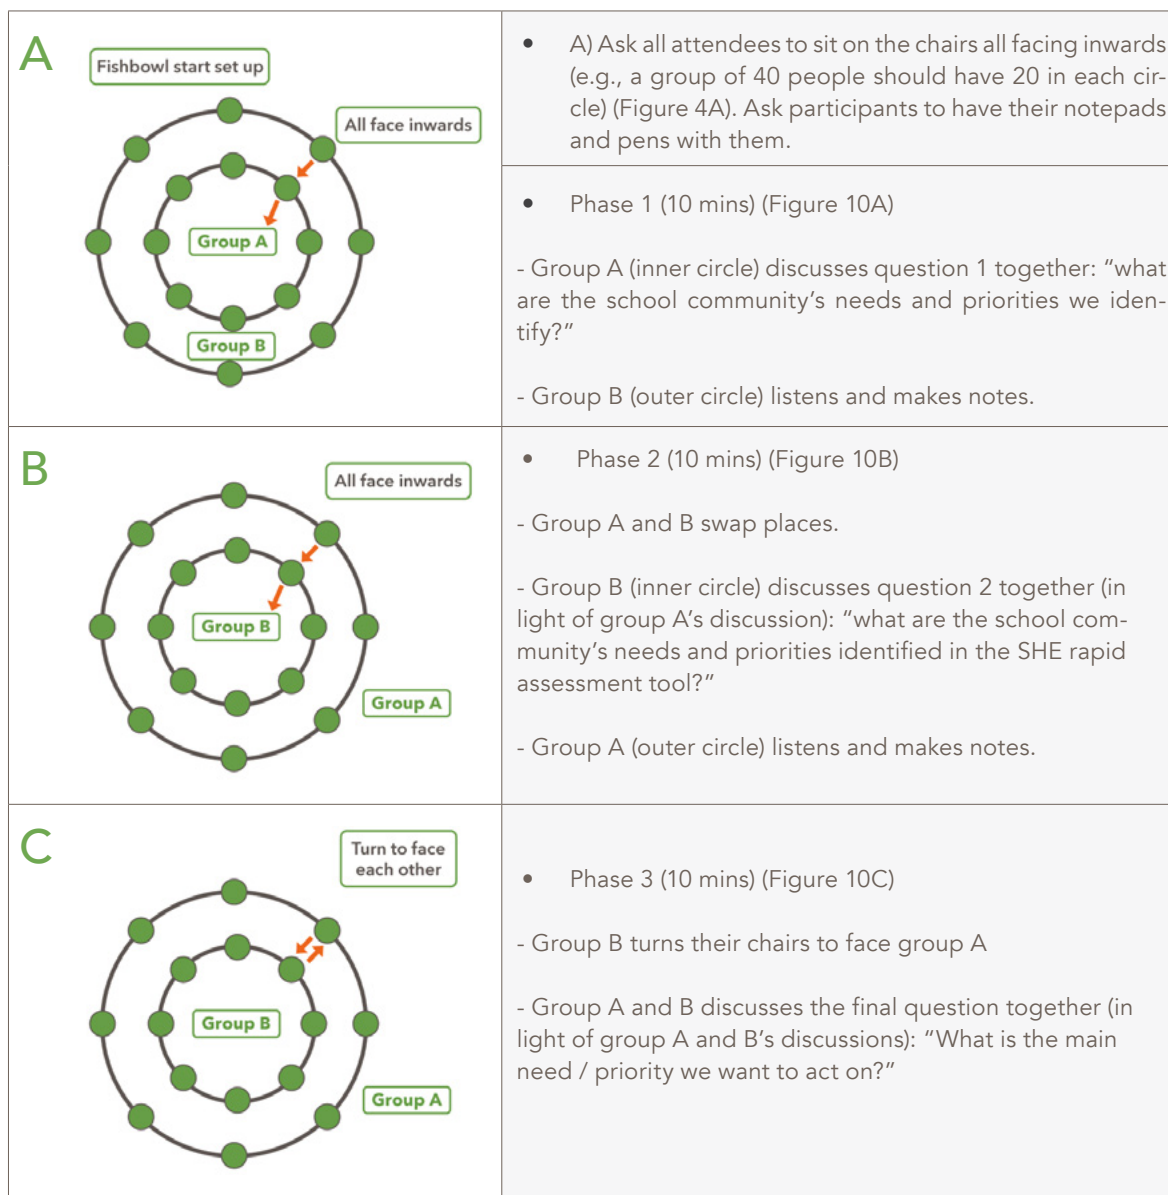 A
Fishbowl start set up
All face inwards
Group A
Group B
• A) Ask all attendees to sit on the chairs all facing inwards
(e.g., a group of 40 people should have 20 in each cir-
cle) (Figure 4A). Ask participants to have their notepads
and pens with them.
• Phase 1 (10 mins) (Figure 10A)
- Group A (inner circle) discusses question 1 together: “what
are the school community’s needs and priorities we iden-
tify?”
- Group B (outer circle) listens and makes notes.
B
All face inwards
Group B
Group A
• Phase 2 (10 mins) (Figure 10B)
- Group A and B swap places.
- Group B (inner circle) discusses question 2 together (in
light of group A’s discussion): “what are the school com-
munity’s needs and priorities identified in the SHE rapid
assessment tool?”
- Group A (outer circle) listens and makes notes.
C
Turn to face
each other
Group B
Group A
• Phase 3 (10 mins) (Figure 10C)
- Group B turns their chairs to face group A
- Group A and B discusses the final question together (in
light of group A and B’s discussions): “What is the main
need / priority we want to act on?”